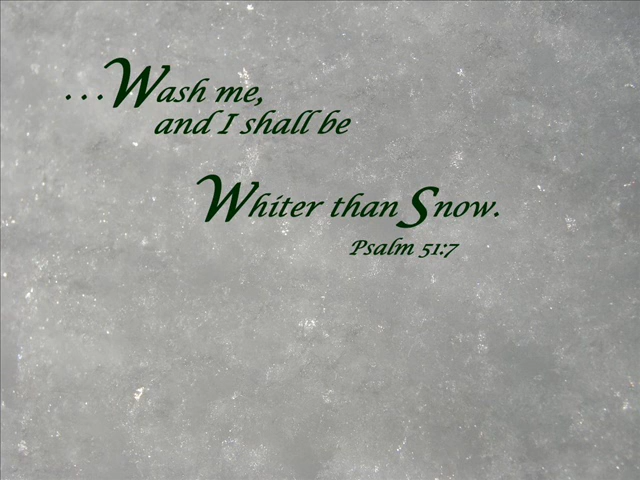 ...Wash me,
and I shall be
Whiter than Snow.
Psalm 51:7